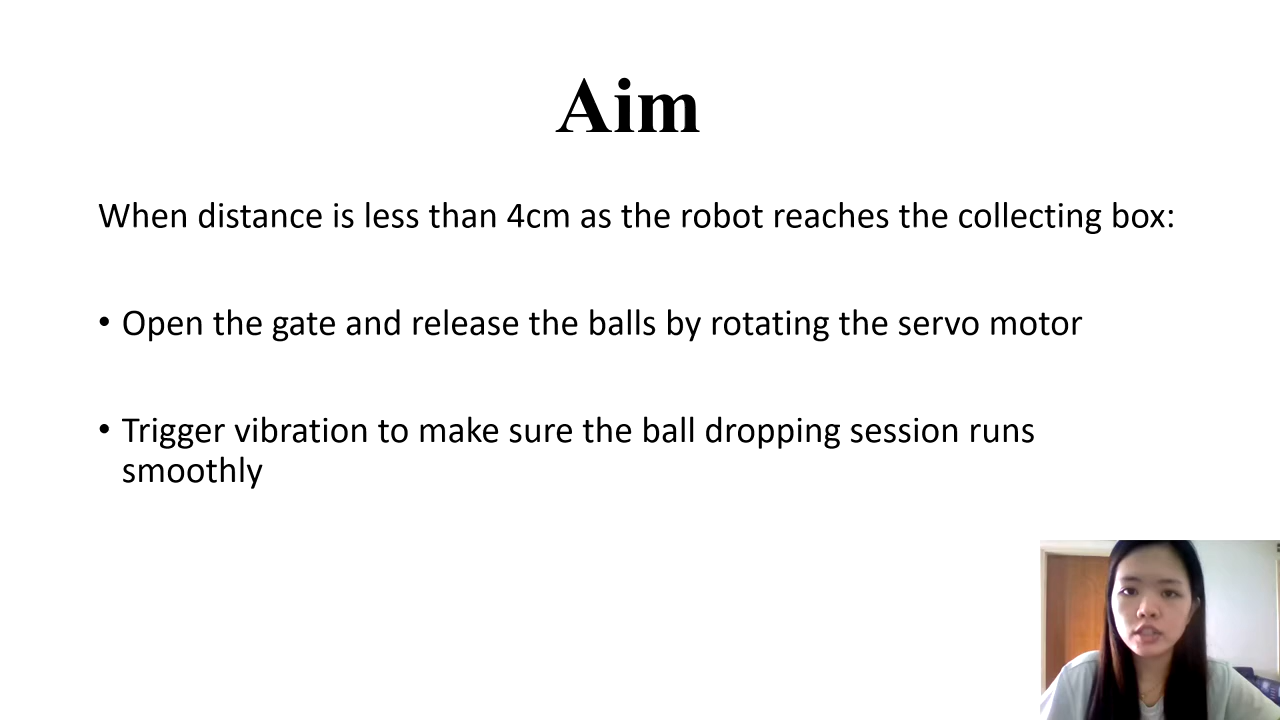 Aim
When distance is less than 4cm as the robot reaches the collecting box:
• Open the gate and release the balls by rotating the servo motor
• Trigger vibration to make sure the ball dropping session runs
smoothly